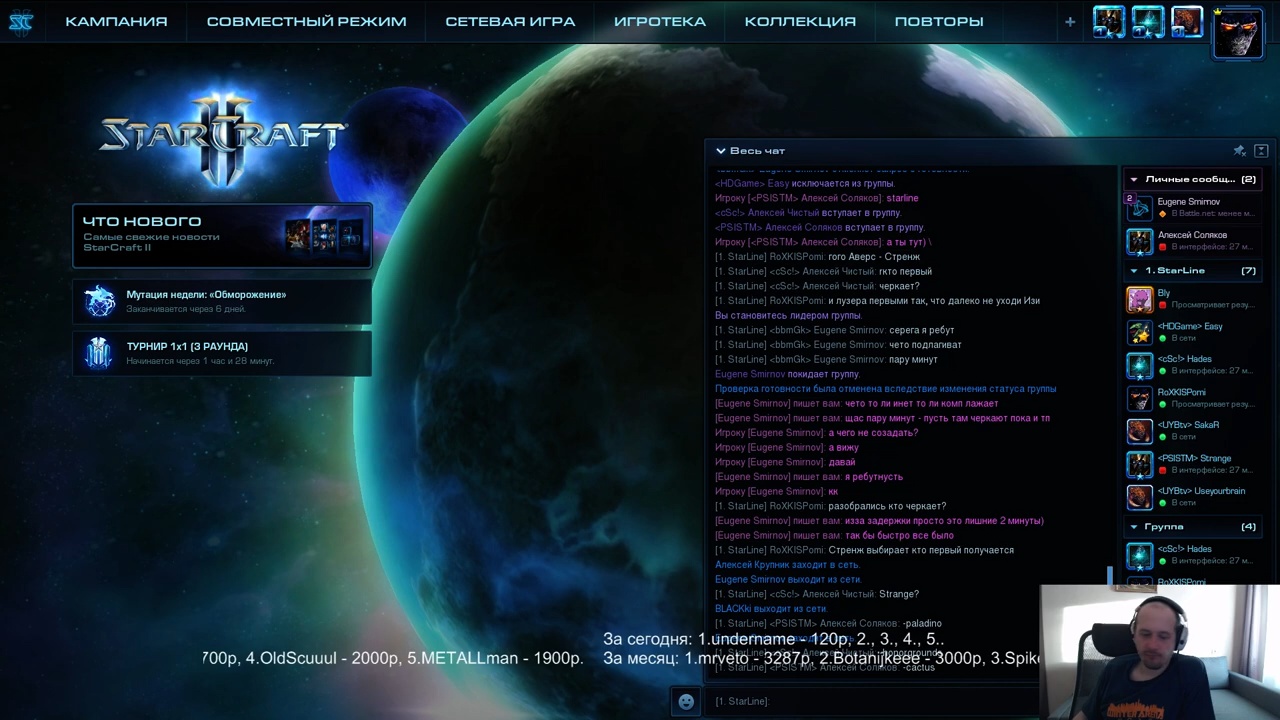 КАМПАНИЯ
СОВМЕСТНЫЙ РЕЖИМ
СЕТЕВАЯ ИГРА
ИГРОТЕКА
КОЛЛЕКЦИЯ
ПОВТОРЫ
STARCRAFT II
ЧТО НОВОГО
Самые свежие новости
StarCraft II
Мутация недели: «Обморожение»
Заканчивается через 6 дней.
ТУРНИР 1x1 (3 РАУНДА)
Начинается через 1 час и 28 минут.
Весь чат
<HDGame> Easy исключается из группы.
Игроку [<PSISTM> Алексей Соляков]: starline
<cSc!> Алексей Чистый вступает в группу.
<PSISTM> Алексей Соляков вступает в группу.
Игроку [<PSISTM> Алексей Соляков]: а ты тут) \
[1. StarLine] RoXKISPomi: гого Аверс - Стренж
[1. StarLine] <cSc!> Алексей Чистый: гкто первый
[1. StarLine] <cSc!> Алексей Чистый: черкает?
[1. StarLine] RoXKISPomi: и лузера первыми так, что далеко не уходи Изи
Вы становитесь лидером группы.
[1. StarLine] <bbmGk> Eugene Smirnov: серега я ребут
[1. StarLine] <bbmGk> Eugene Smirnov: чето подлагиват
[1. StarLine] <bbmGk> Eugene Smirnov: пару минут
Eugene Smirnov покидает группу.
Проверка готовности была отменена вследствие изменения статуса группы
[Eugene Smirnov] пишет вам: чето то ли инет то ли комп лажает
[Eugene Smirnov] пишет вам: щас пару минут - пусть там черкают пока и тп
Игроку [Eugene Smirnov]: а чего не созадать?
Игроку [Eugene Smirnov]: а вижу
Игроку [Eugene Smirnov]: давай
[Eugene Smirnov] пишет вам: я ребутнусть
Игроку [Eugene Smirnov]: кк
[1. StarLine] RoXKISPomi: разобрались кто черкает?
[Eugene Smirnov] пишет вам: изза задержки просто это лишние 2 минуты)
[Eugene Smirnov] пишет вам: так бы быстро все было
[1. StarLine] RoXKISPomi: Стренж выбирает кто первый получается
Алексей Крупник заходит в сеть.
Eugene Smirnov выходит из сети.
[1. StarLine] <cSc!> Алексей Чистый: Strange?
BLACKki выходит из сети.
[1. StarLine] <PSISTM> Алексей Соляков: -paladino
[1. StarLine] <PSISTM> Алексей Соляков: -cactus
[1. StarLine]:
Личные сообщ... (2)
2
Eugene Smirnov
В Battle.net: менее м...
Алексей Соляков
В интерфейсе: 27 м...
1. StarLine (7)
Bly
Просматривает резу...
<HDGame> Easy
В сети
<cSc!> Hades
В интерфейсе: 27 м...
RoXKISPomi
Просматривает резу...
<UYBtv> SakaR
В сети
<PSISTM> Strange
В интерфейсе: 27 м...
<UYBtv> Useyourbrain
В сети
Группа (4)
<cSc!> Hades
В интерфейсе: 27 м...
RoXKISPomi
За сегодня: 1.undername - 120р, 2., 3., 4., 5..
700р, 4.OldScuuul - 2000р, 5.METALLman - 1900р. За месяц: 1.mrveto - 3287р, 2.Botanijkeee - 3000р, 3.Spike